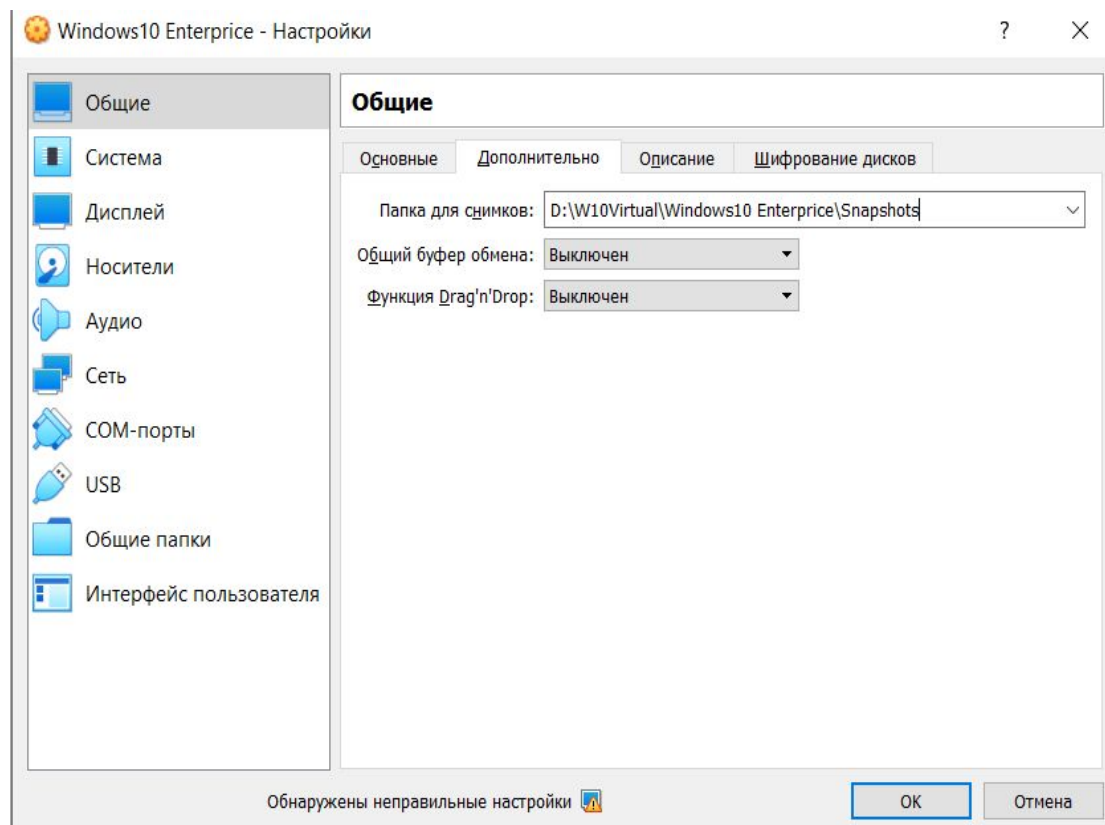 Windows10 Enterprice - Настройки
?
Общие
Система
Дисплей
Носители
Аудио
Сеть
COM-порты
USB
Общие папки
Интерфейс пользователя
Общие
Основные Дополнительно Описание Шифрование дисков
Папка для снимков: D:\W10Virtual\Windows10 Enterprice\Snapshots
Общий буфер обмена: Выключен
Функция Drag'n'Drop: Выключен
Обнаружены неправильные настройки
OK Отмена